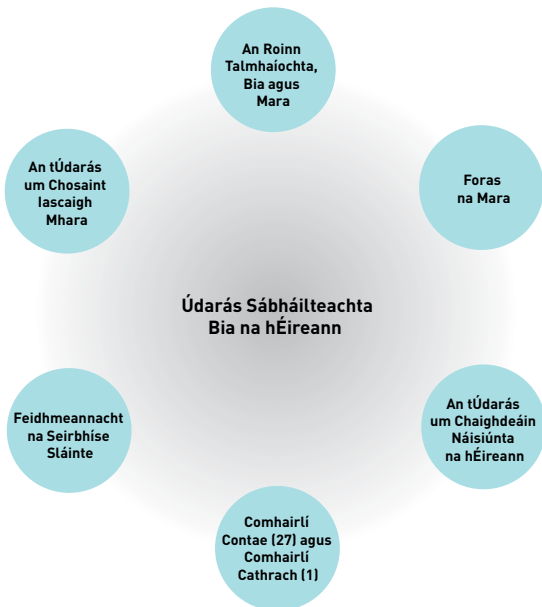 An Roinn
Talmhaíochta,
Bia agus
Mara
An tÚdarás
um Chosaint
Iascaigh
Mhara
Foras
na Mara
Údarás Sábháilteachta
Bia na hÉireann
Feidhmeannacht
na Seirbhíse
Sláinte
An tÚdarás
um Chaighdeáin
Náisiúnta
na hÉireann
Comhairlí
Contae (27) agus
Comhairlí
Cathrach (1)